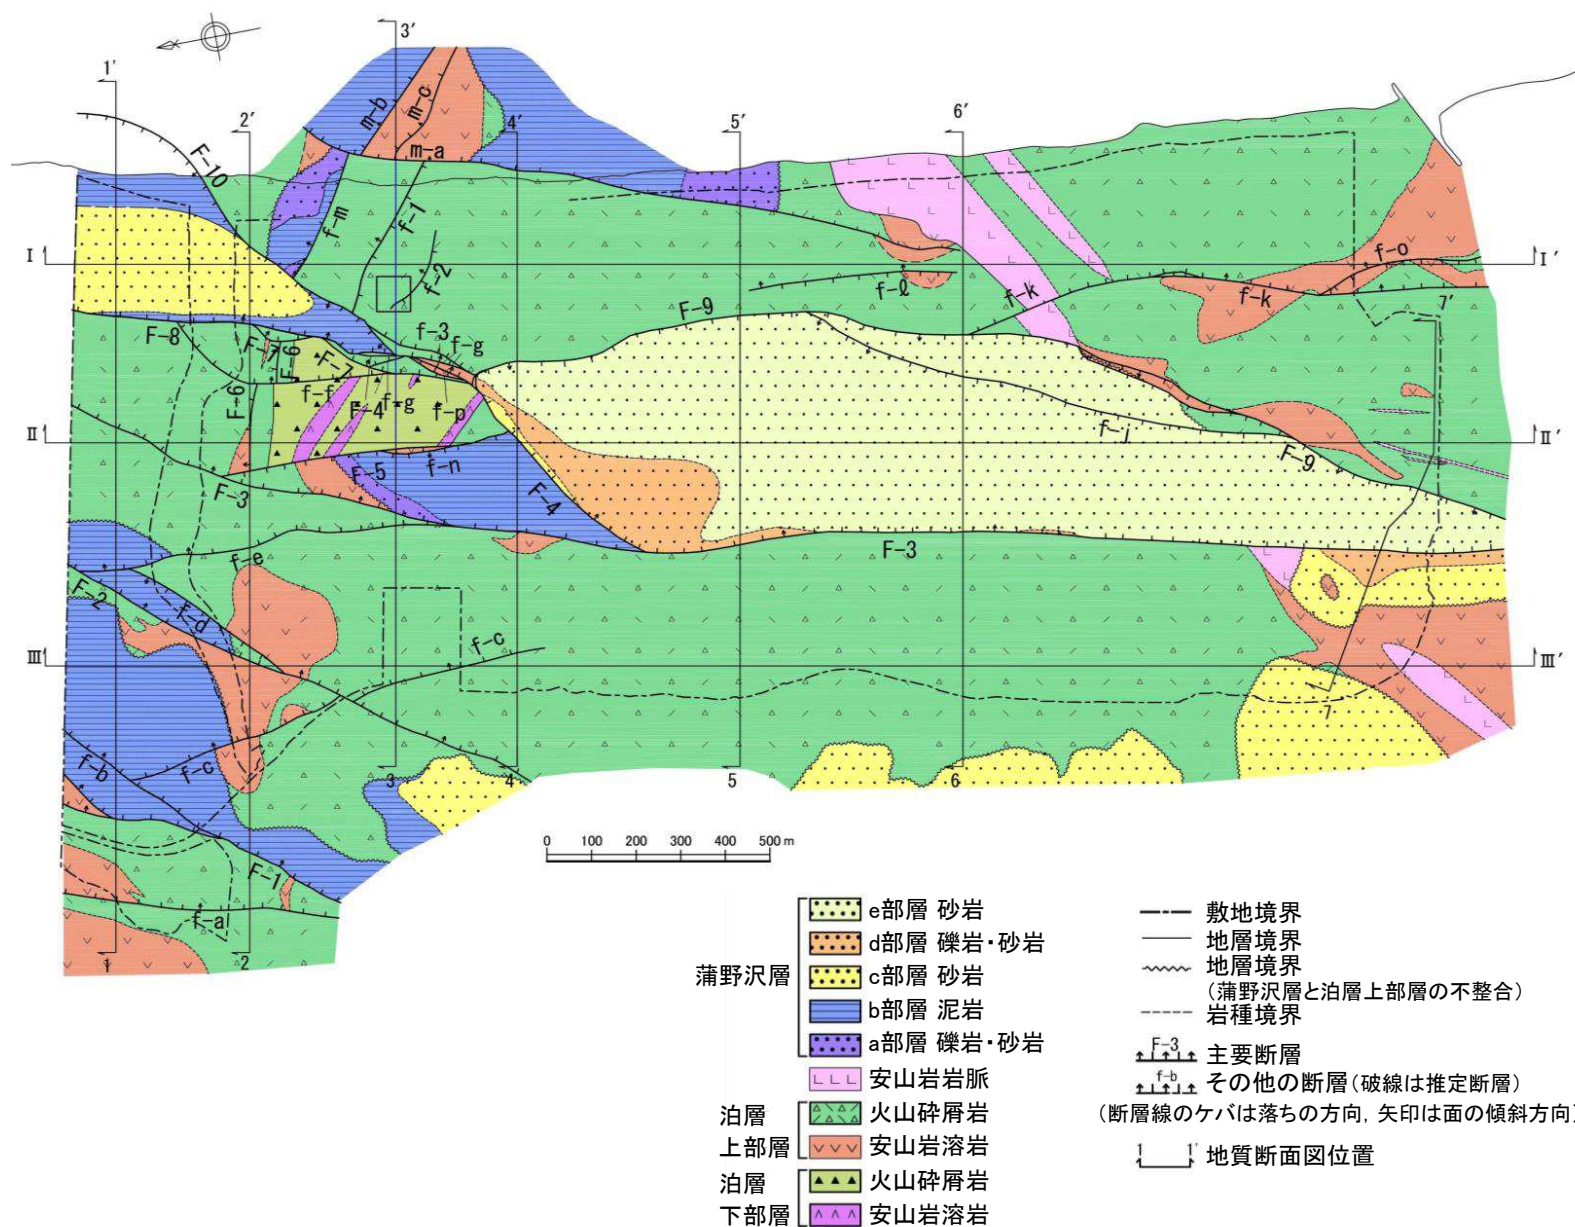 3′
1′
2′
m-b
m-c
4′
5′
6′
m-a
F-10
f-m
f-1
f-2
I
I′
f-o
f-ℓ
f-k
f-k
7′
F-9
F-8
F-7
F-6
F-7
f-3
f-g
f-f
F-4
f-g
f-p
F-6
f-j
II
II′
F-5
f-n
F-9
F-3
F-4
F-3
f-e
F-2
f-d
f-c
III
III′
7
f-b
f-c
3
4
5
6
F-1
f-a
1
2
0 100 200 300 400 500m
蒲野沢層
e部層 砂岩
d部層 礫岩・砂岩
c部層 砂岩
b部層 泥岩
a部層 礫岩・砂岩
安山岩岩脈
泊層
上部層
火山砕屑岩
安山岩溶岩
泊層
下部層
火山砕屑岩
安山岩溶岩
敷地境界
地層境界
地層境界
(蒲野沢層と泊層上部層の不整合)
岩種境界
F-3 主要断層
f-b その他の断層(破線は推定断層)
(断層線のケバは落ちの方向, 矢印は面の傾斜方向)
1 1′ 地質断面図位置